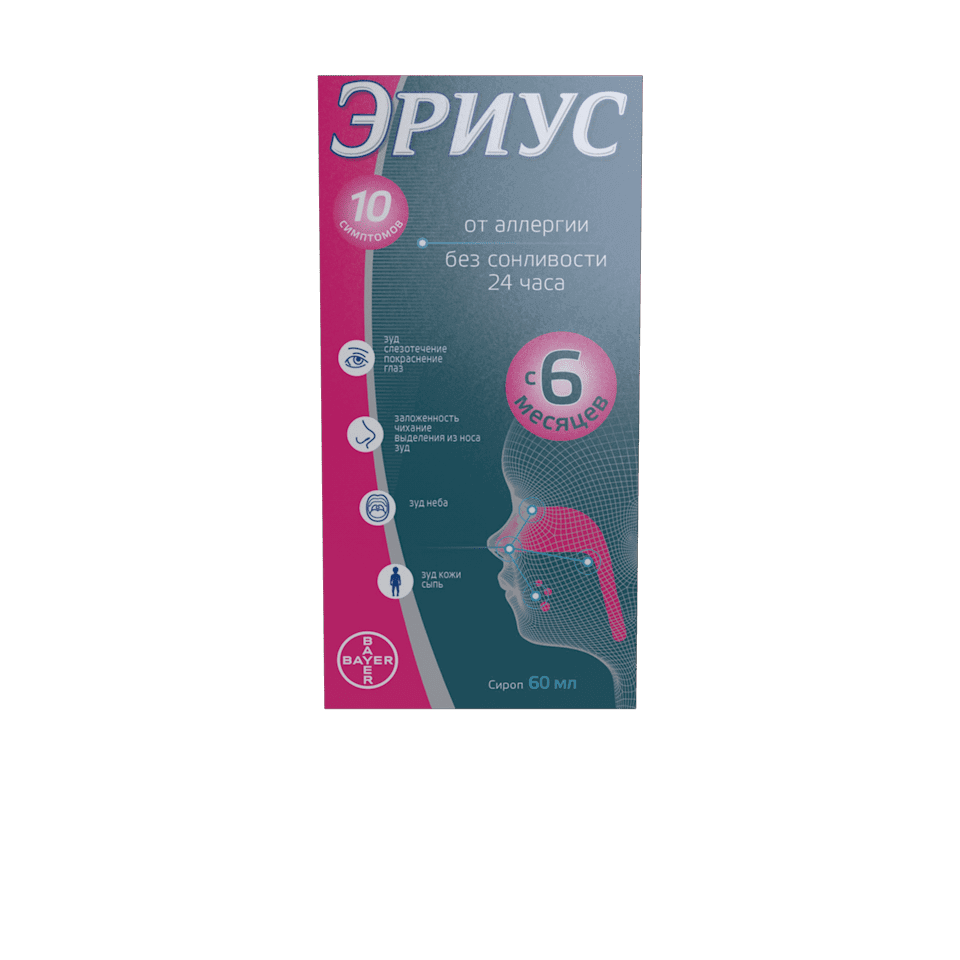 ЭРИУС
10
СИМПТОМОВ
от аллергии
без сонливости
24 часа
зуд
слезотечение
покраснение
глаз
с 6
месяцев
заложенность
чихание
выделения из носа
зуд
зуд неба
зуд кожи
сыпь
BAYER
BAYER
Сироп 60 мл